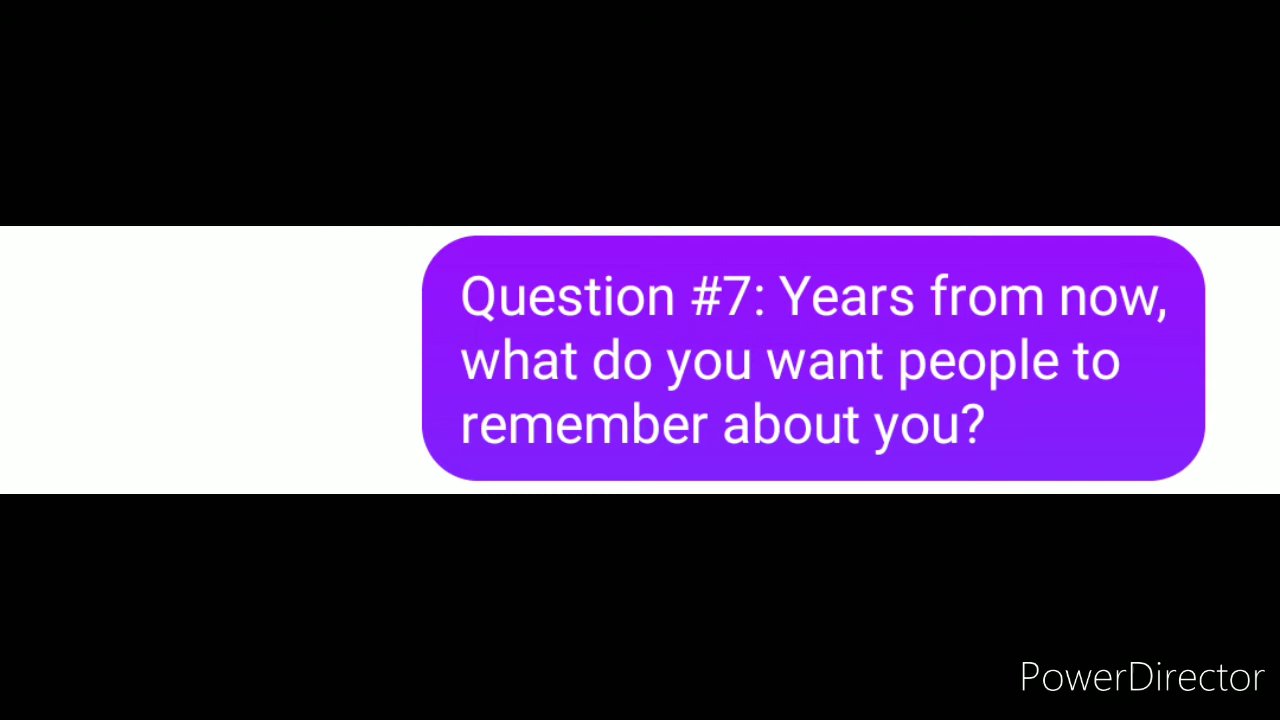 Question #7: Years from now,
what do you want people to
remember about you?
PowerDirector